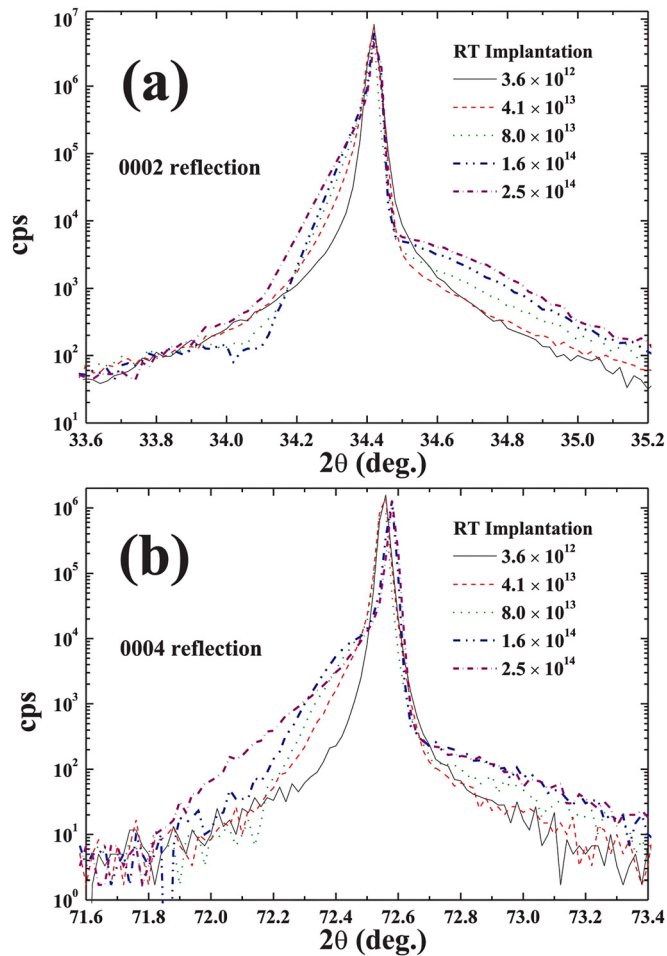 10⁷
10⁶
10⁵
10⁴
10³
10²
10¹
cps
(a)
0002 reflection
RT Implantation
3.6 × 10¹²
4.1 × 10¹³
8.0 × 10¹³
1.6 × 10¹⁴
2.5 × 10¹⁴
33.6 33.8 34.0 34.2 34.4 34.6 34.8 35.0 35.2
2θ (deg.)
10⁶
10⁵
10⁴
10³
10²
10¹
10⁰
cps
(b)
0004 reflection
RT Implantation
3.6 × 10¹²
4.1 × 10¹³
8.0 × 10¹³
1.6 × 10¹⁴
2.5 × 10¹⁴
71.6 71.8 72.0 72.2 72.4 72.6 72.8 73.0 73.2 73.4
2θ (deg.)